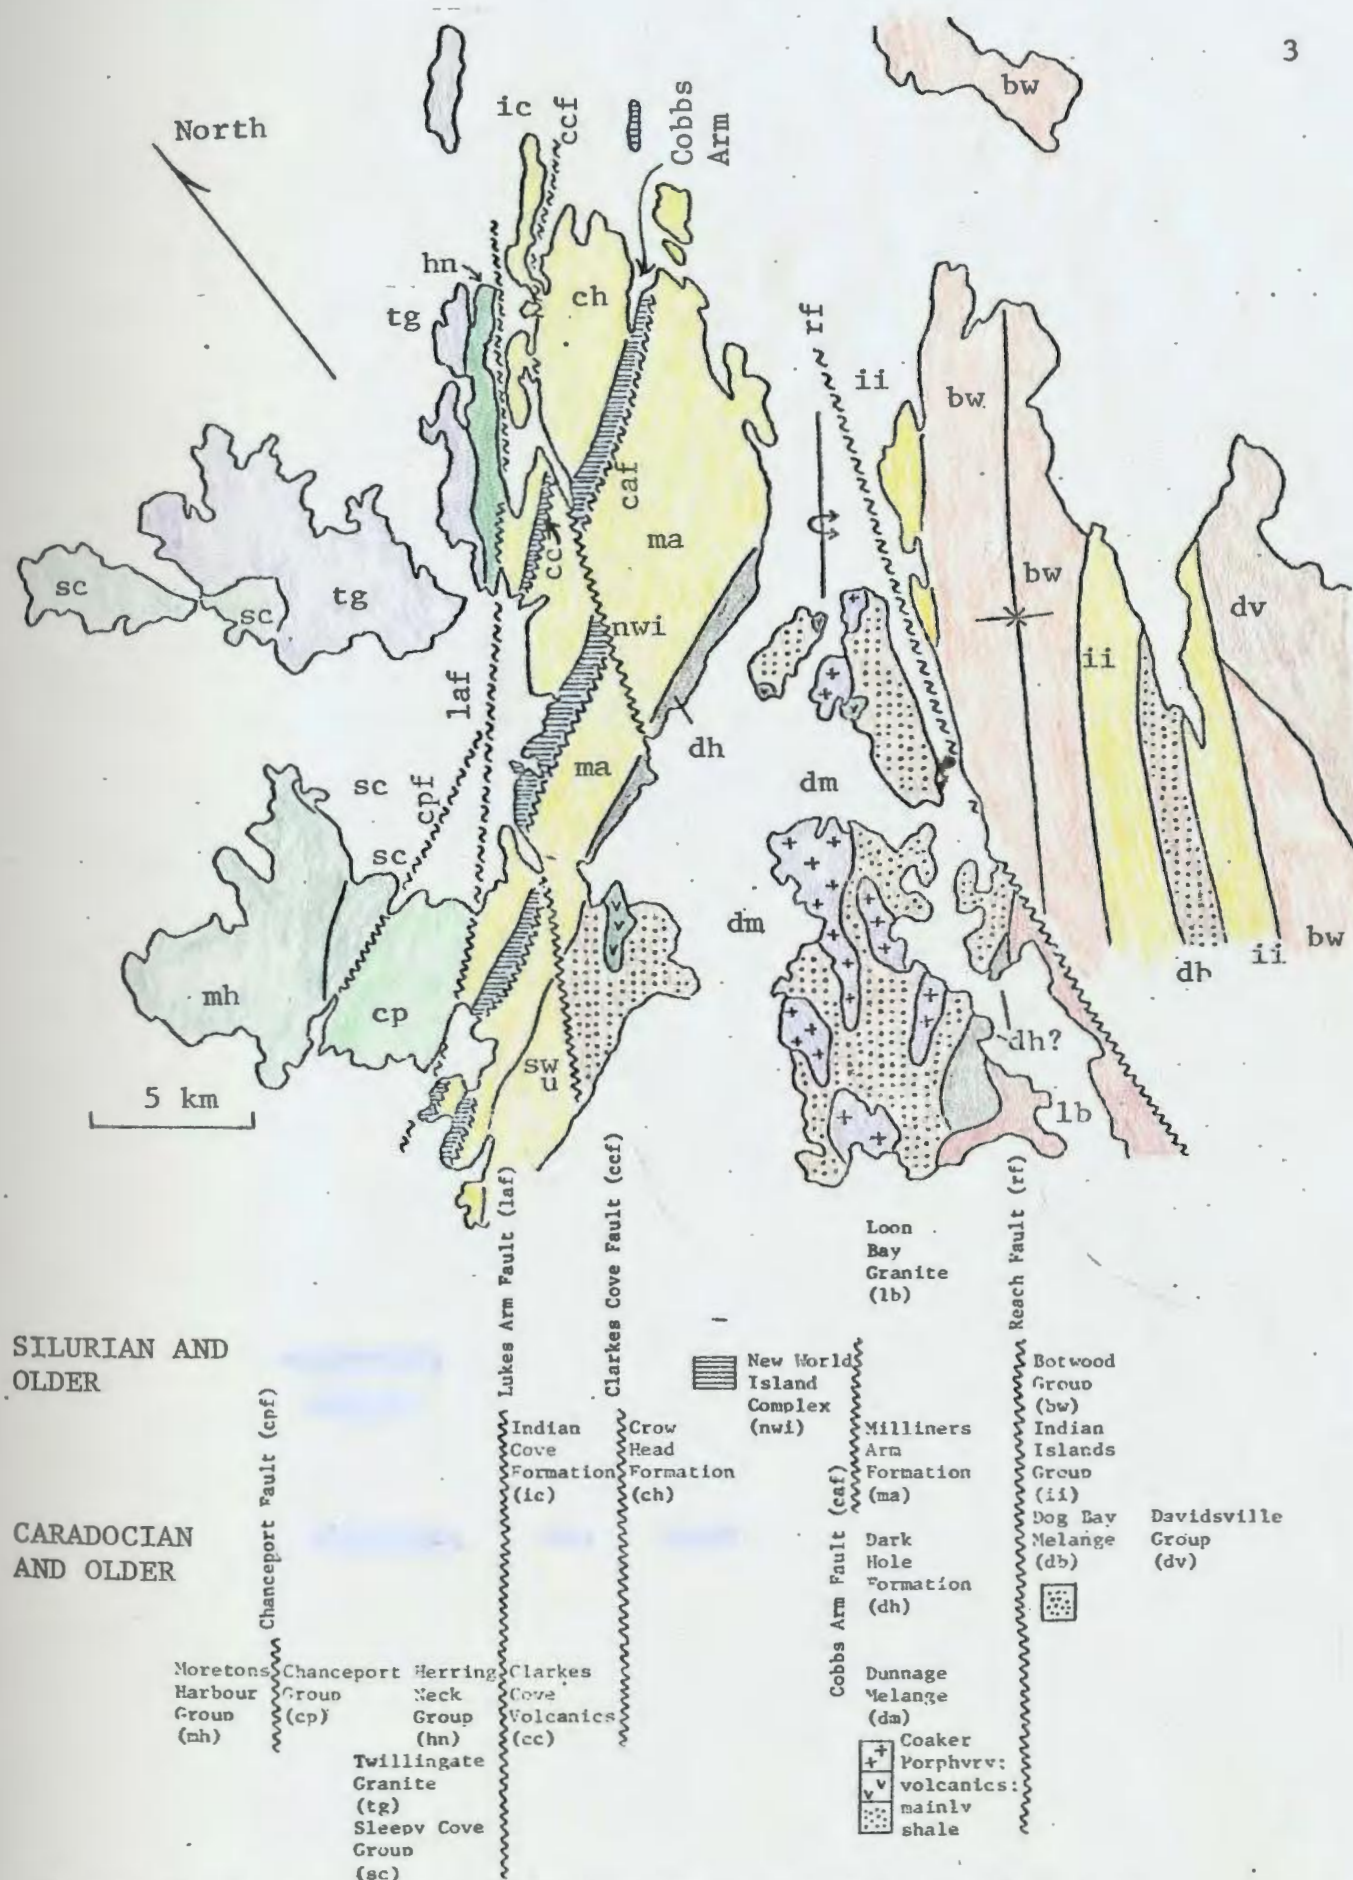 3
bw
North
ic
ccf
Cobbs
Arm
hn
tg
ch
rf
ii
bw
caf
ma
cc
bw
sc
sc
tg
nwi
ii
dv
laf
dh
ma
dm
sc
cpf
sc
dm
mh
cp
bw
ii
db
dh?
sw
u
lb
5 km
Loon
Bay
Granite
(lb)
Lukes Arm Fault (laf)
Clarkes Cove Fault (ccf)
Reach Fault (rf)
SILURIAN AND
OLDER
New World
Island
Complex
(nwi)
Botwood
Group
(bw)
Chanceport Fault (cpf)
Indian
Cove
Formation
(ic)
Crow
Head
Formation
(ch)
Milliners
Arm
Formation
(ma)
Indian
Islands
Group
(ii)
Cobbs Arm Fault (caf)
CARADOCIAN
AND OLDER
Dark
Hole
Formation
(dh)
Dog Bay
Melange
(db)
Davidsville
Group
(dv)
Moretons
Harbour
Group
(mh)
Chanceport
Group
(cp)
Herring
Neck
Group
(hn)
Clarkes
Cove
Volcanics
(cc)
Dunnage
Melange
(dm)
Twillingate
Granite
(tg)
Sleepy Cove
Group
(sc)
Coaker
Porphyry:
volcanics:
mainly
shale